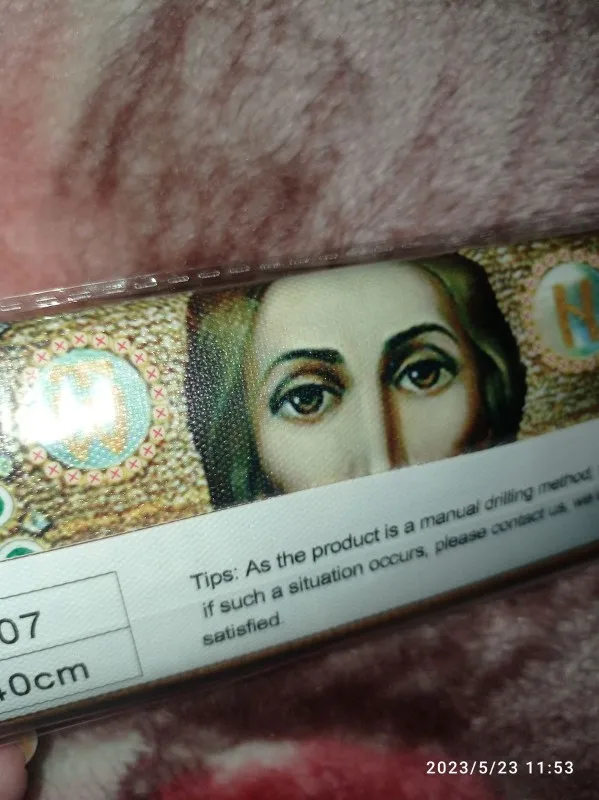 H
07
40cm
Tips: As the product is a manual drilling method,
if such a situation occurs, please contact us, we
satisfied.
2023/5/23 11:53